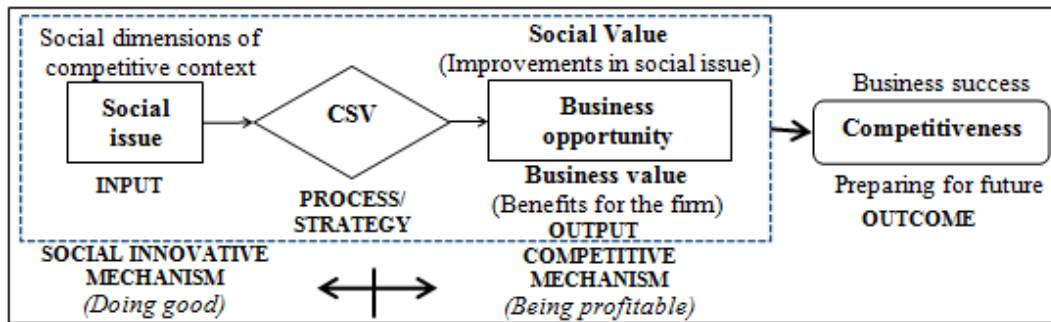 Social dimensions of
competitive context
Social
issue
INPUT
CSV
PROCESS/
STRATEGY
Social Value
(Improvements in social issue)
Business
opportunity
Business value
(Benefits for the firm)
OUTPUT
Business success
Competitiveness
Preparing for future
OUTCOME
SOCIAL INNOVATIVE
MECHANISM
(Doing good)
COMPETITIVE
MECHANISM
(Being profitable)